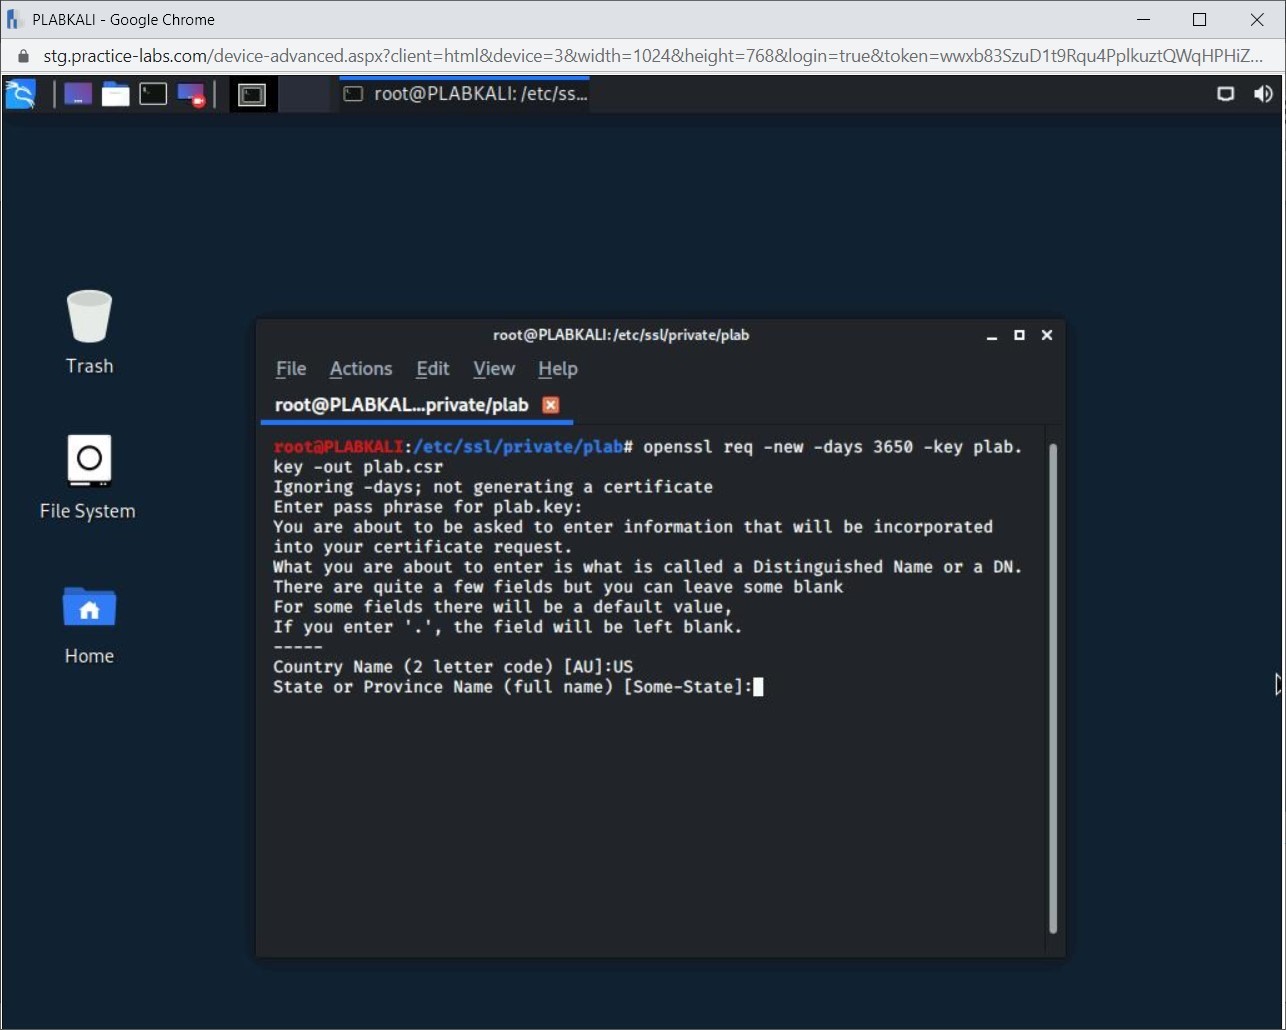 PLABKALI - Google Chrome
stg.practice-labs.com/device-advanced.aspx?client=html&device=3&width=1024&height=768&login=true&token=wwxb83SzuD1t9Rqu4PplkuztQWqHPHiZ...
root@PLABKALI: /etc/ss...
Trash
File System
Home
root@PLABKALI:/etc/ssl/private/plab
File Actions Edit View Help
root@PLABKAL...private/plab
root@PLABKALI:/etc/ssl/private/plab# openssl req -new -days 3650 -key plab.
key -out plab.csr
Ignoring -days; not generating a certificate
Enter pass phrase for plab.key:
You are about to be asked to enter information that will be incorporated
into your certificate request.
What you are about to enter is what is called a Distinguished Name or a DN.
There are quite a few fields but you can leave some blank
For some fields there will be a default value,
If you enter '.', the field will be left blank.
-----
Country Name (2 letter code) [AU]:US
State or Province Name (full name) [Some-State]: